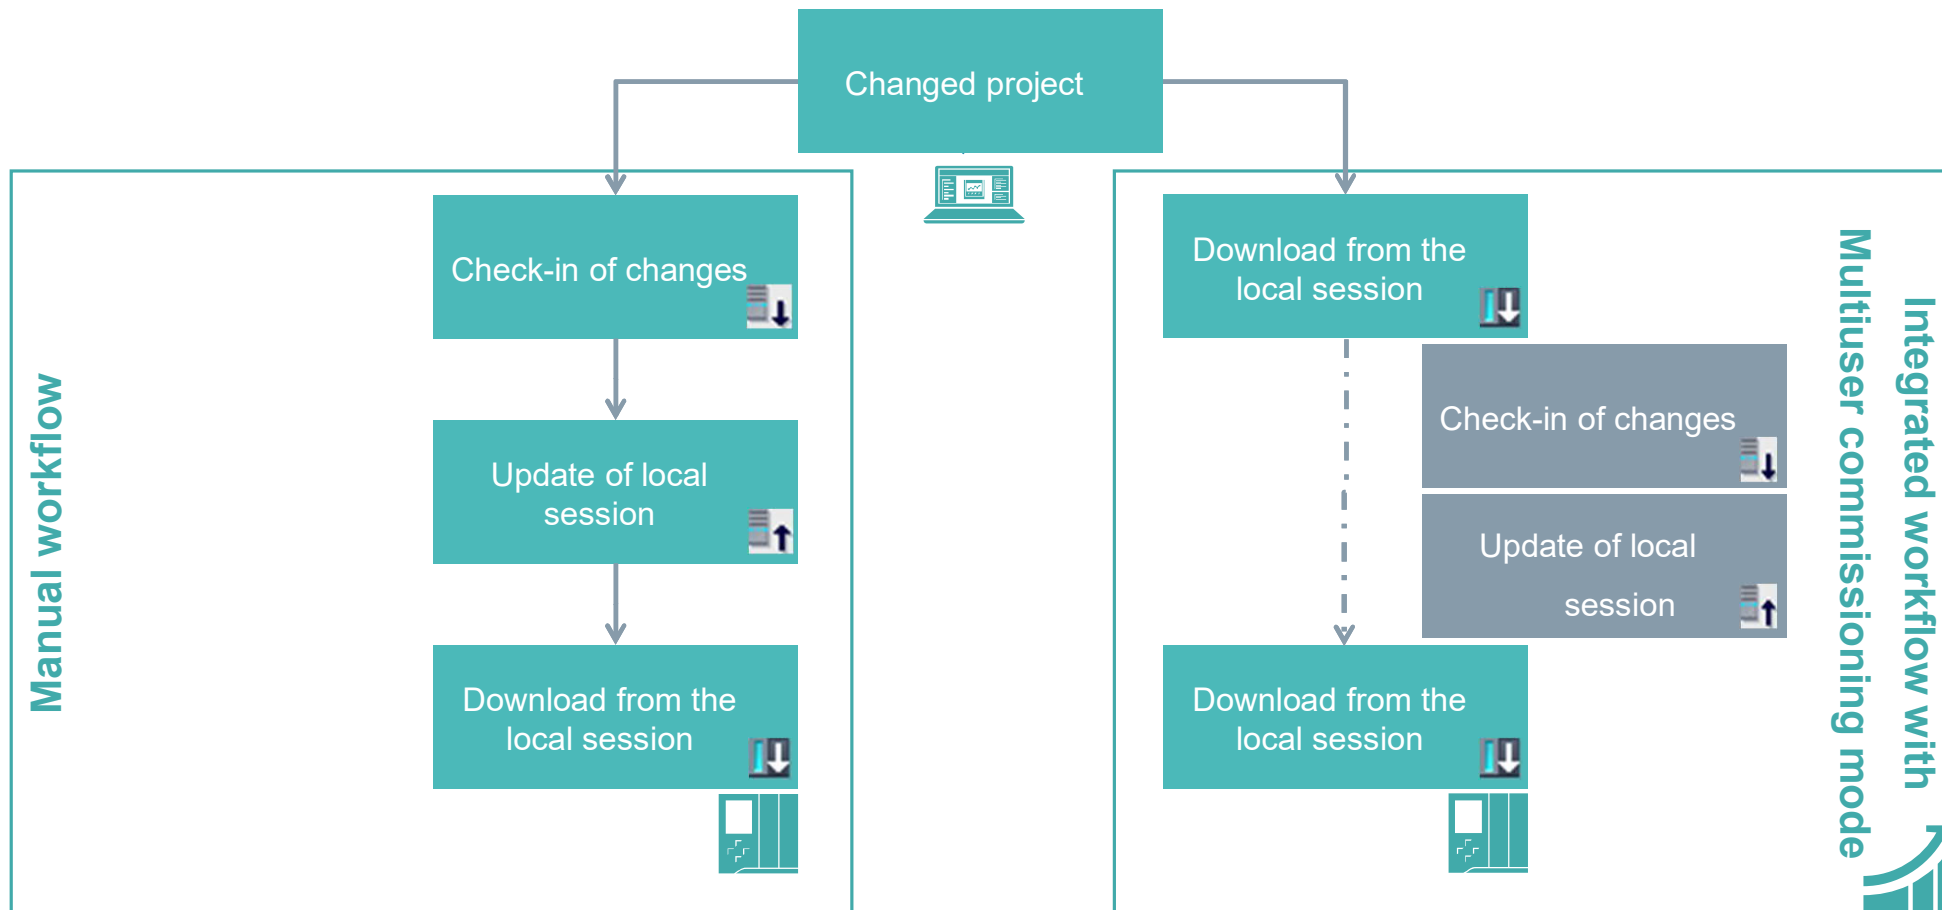 Changed project
Manual workflow
Check-in of changes
Update of local
session
Download from the
local session
Download from the
local session
Check-in of changes
Update of local
session
Download from the
local session
Integrated workflow with
Multiuser commissioning mode